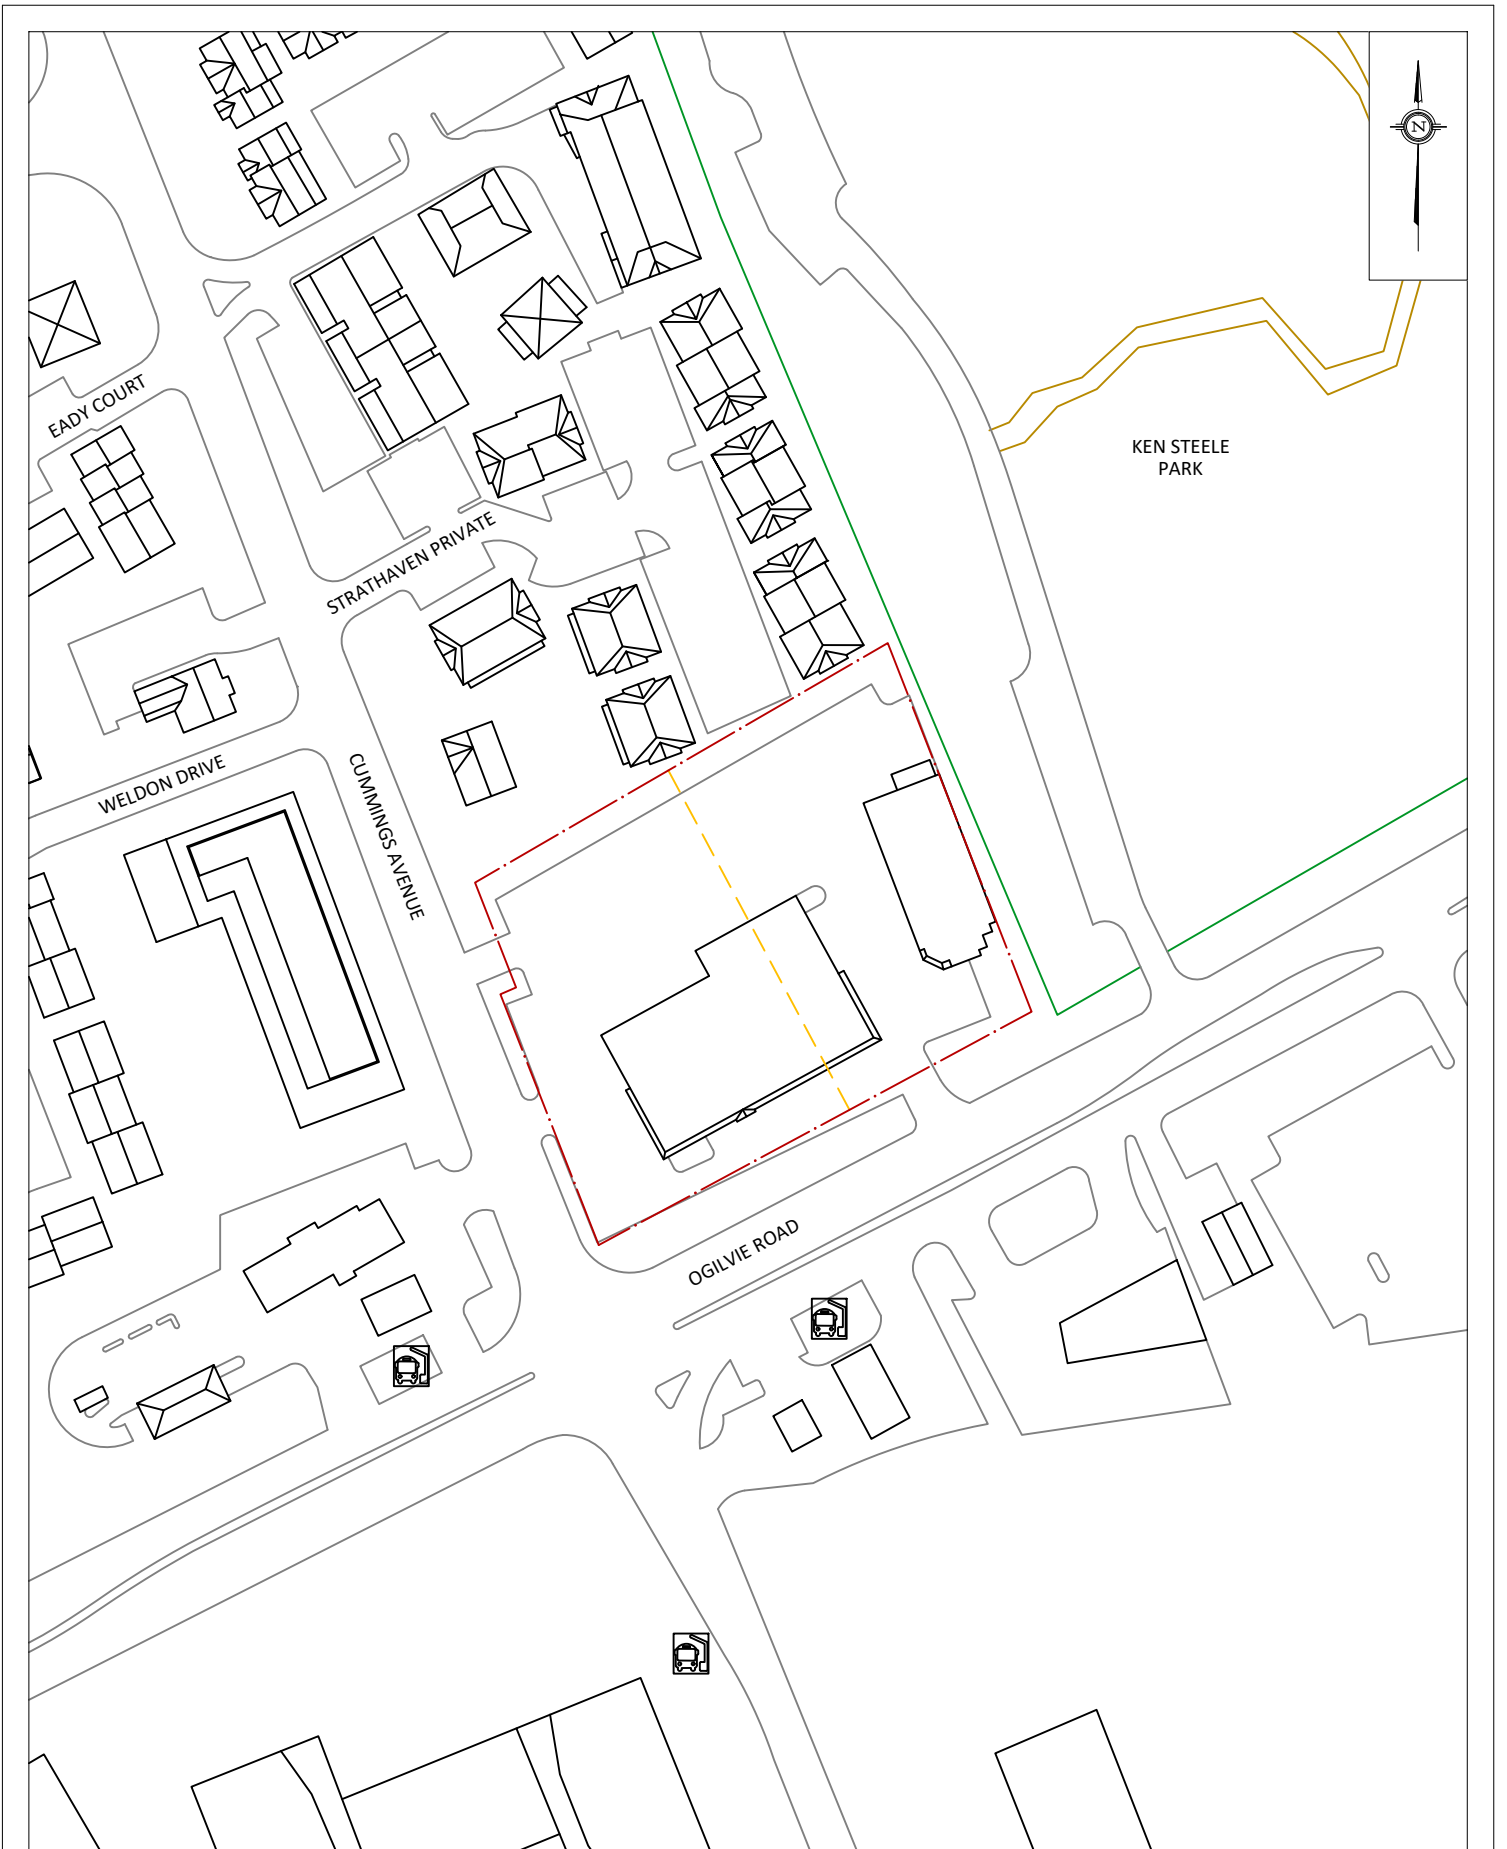 N
KEN STEELE
PARK
EADY COURT
STRATHAVEN PRIVATE
WELDON DRIVE
CUMMINGS AVENUE
OGILVIE ROAD